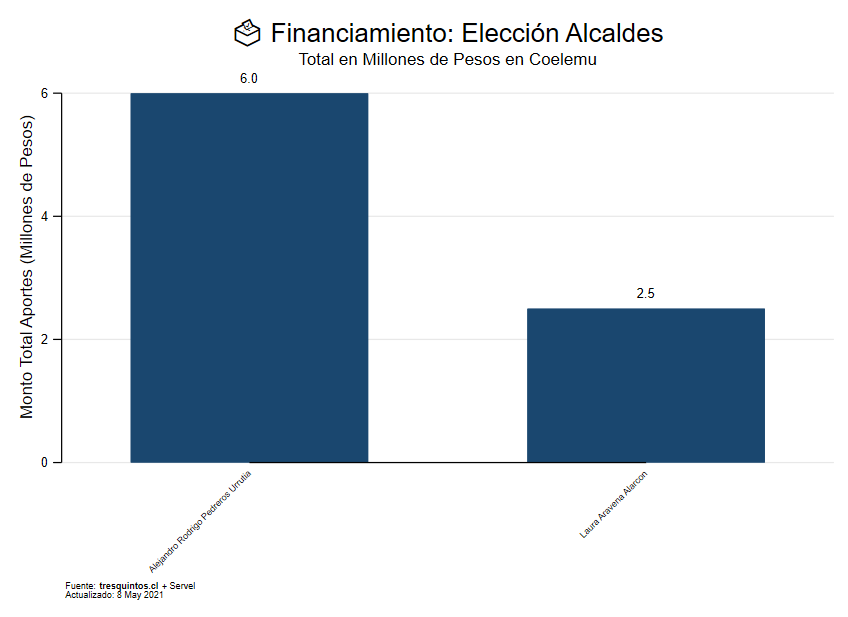 Financiamiento: Elección Alcaldes
Total en Millones de Pesos en Coelemu
Monto Total Aportes (Millones de Pesos)
6
4
2
0
6.0
2.5
Alejandro Rodrigo Pedreros Urrutia
Laura Aravena Alarcon
Fuente: tresquintos.cl + Servel
Actualizado: 8 May 2021